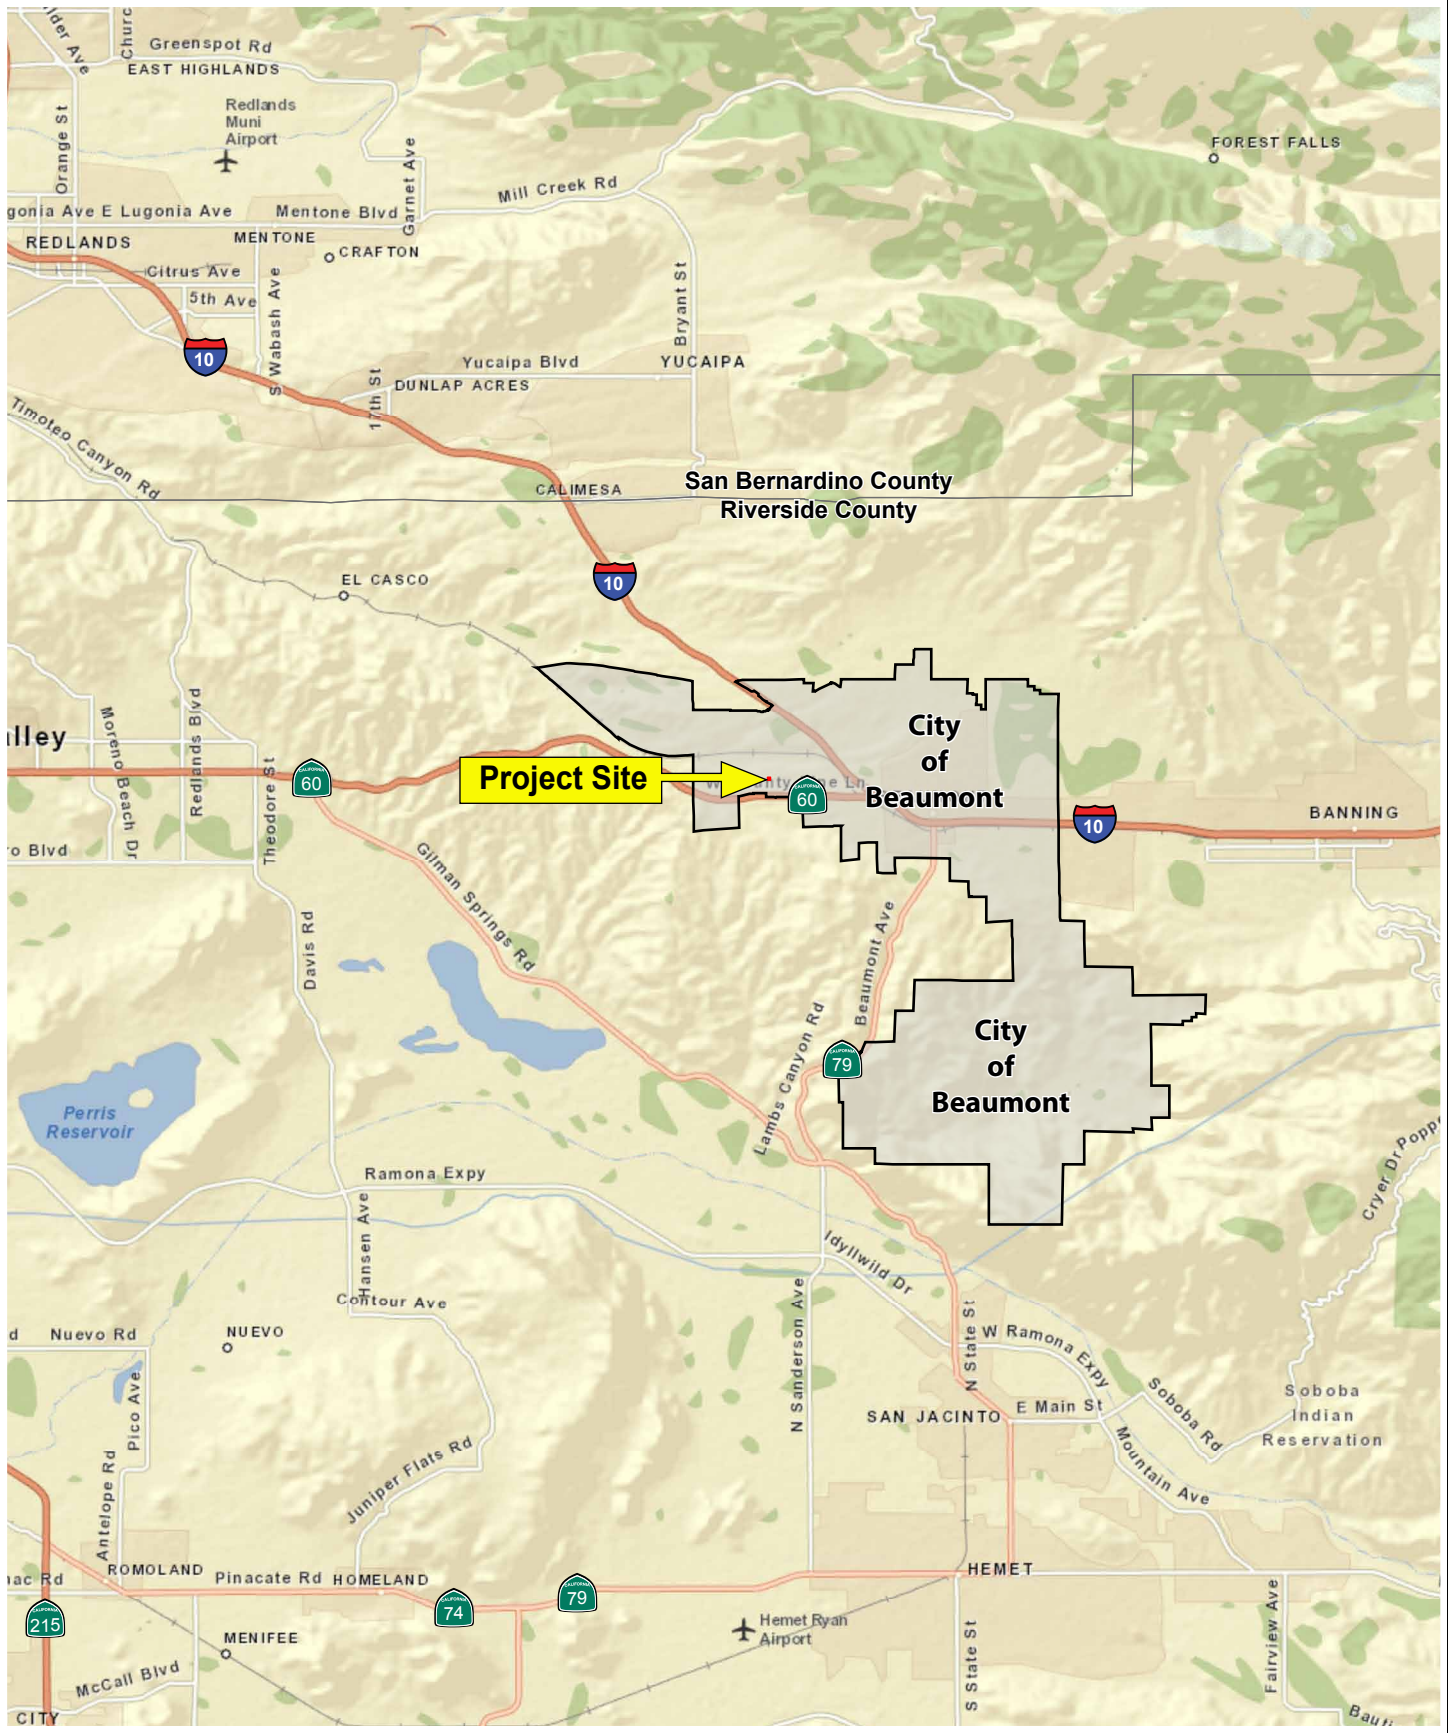 Greenspot Rd
EAST HIGHLANDS
Orange St
Redlands
Muni
Airport
Garnet Ave
FOREST FALLS
Mill Creek Rd
E Lugonia Ave
Mentone Blvd
REDLANDS
MENTONE
CRAFTON
Citrus Ave
5th Ave
S Wabash Ave
Bryant St
10
Yucaipa Blvd
YUCAIPA
17th St
DUNLAP ACRES
Timoteo Canyon Rd
CALIMESA
San Bernardino County
Riverside County
10
EL CASCO
Moreno Beach Dr
Redlands Blvd
Theodore St
CALIFORNIA
60
Project Site
CALIFORNIA
60
City
of
Beaumont
10
BANNING
Gilman Springs Rd
Davis Rd
Beaumont Ave
Lambs Canyon Rd
CALIFORNIA
79
City
of
Beaumont
Perris
Reservoir
Ramona Expy
Hansen Ave
Contour Ave
Idyllwild Dr
Nuevo Rd
NUEVO
Pico Ave
Antelope Rd
Juniper Flats Rd
N Sanderson Ave
N State St
W Ramona Expy
SAN JACINTO
E Main St
Soboba Rd
Mountain Ave
Soboba
Indian
Reservation
ROMOLAND
Pinacate Rd
HOMELAND
HEMET
CALIFORNIA
215
CALIFORNIA
74
CALIFORNIA
79
MENIFEE
McCall Blvd
Hemet Ryan
Airport
S State St
Fairview Ave
CITY